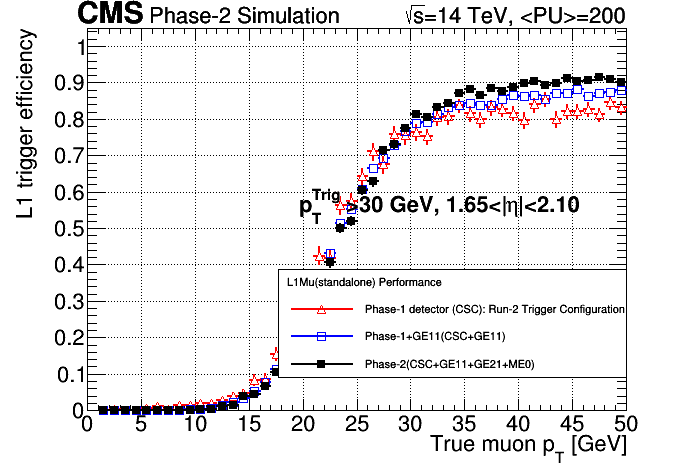 CMS Phase-2 Simulation √s=14 TeV, <PU>=200
L1 trigger efficiency
1
0.9
0.8
0.7
0.6
0.5
0.4
0.3
0.2
0.1
0
p_T^Trig >30 GeV, 1.65<|η|<2.10
L1Mu(standalone) Performance
Phase-1 detector (CSC): Run-2 Trigger Configuration
Phase-1+GE11(CSC+GE11)
Phase-2(CSC+GE11+GE21+ME0)
0 5 10 15 20 25 30 35 40 45 50
True muon p_T [GeV]